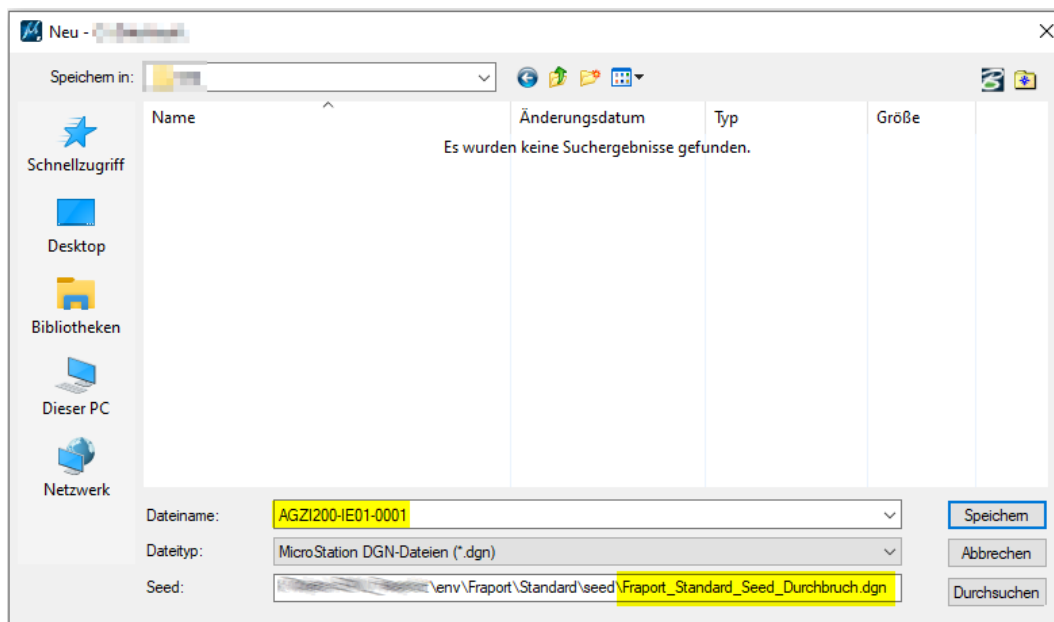 Neu -
Speichern in:
Name Änderungsdatum Typ Größe
Es wurden keine Suchergebnisse gefunden.
Schnellzugriff
Desktop
Bibliotheken
Dieser PC
Netzwerk
Dateiname: AGZI200-IE01-0001 Speichern
Dateityp: MicroStation DGN-Dateien (*.dgn) Abbrechen
Seed: \env\Fraport\Standard\seed\Fraport_Standard_Seed_Durchbruch.dgn Durchsuchen